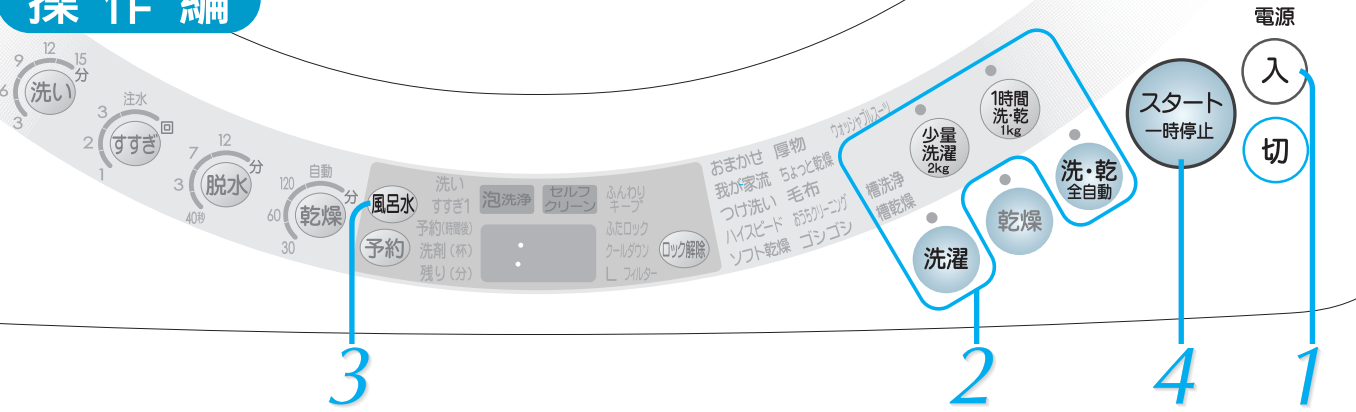 操作編
電源
入
切
スタート
一時停止
1時間
洗・乾
1kg
少量
洗濯
2kg
洗・乾
全自動
乾燥
洗濯
12
9
15
分
6
3
洗い
注水
3
回
2
1
すすぎ
12
7
分
3
40秒
脱水
自動
120
分
60
30
乾燥
風呂水
予約
洗い
すすぎ1
予約(時間後)
洗剤(杯)
残り(分)
泡洗浄
セルフ
クリーン
:
ふんわり
キープ
ふたロック
クールダウン
フィルター
ロック解除
おまかせ 厚物 ウォッシャブルスーツ
我が家流 ちょっと乾燥
つけ洗い 毛布 槽洗浄
ハイスピード おうちクリーニング 槽乾燥
ソフト乾燥 ゴシゴシ
3
2
4
1